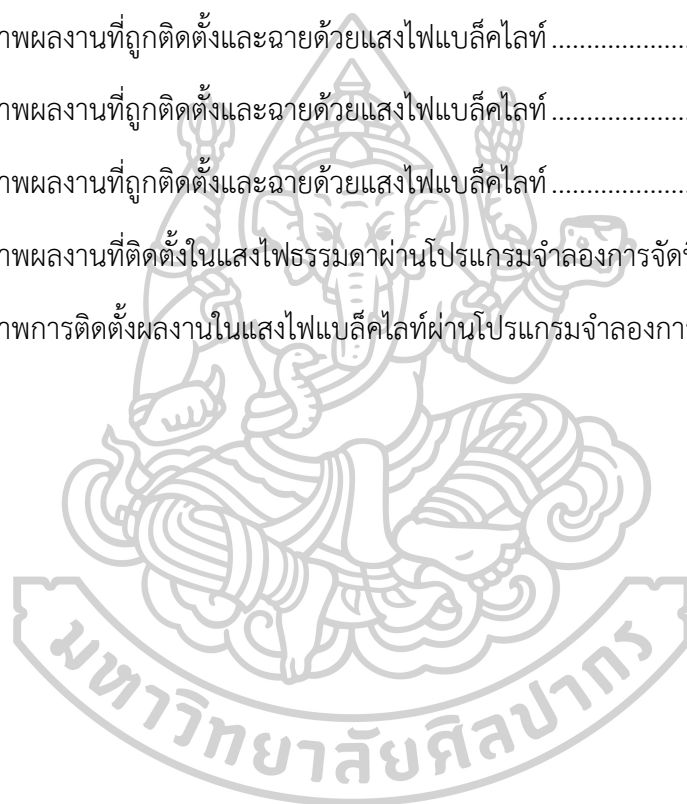 าพผลงานที่ถูกติดตั้งและฉายด้วยแสงไฟแบล็คไลท์ ....................
าพผลงานที่ถูกติดตั้งและฉายด้วยแสงไฟแบล็คไลท์ ....................
าพผลงานที่ถูกติดตั้งและฉายด้วยแสงไฟแบล็คไลท์ ....................
าพผลงานที่ติดตั้งในแสงไฟธรรมดาผ่านโปรแกรมจำลองการจัด
าพการติดตั้งผลงานในแสงไฟแบล็คไลท์ผ่านโปรแกรมจำลองกา
มหาวิทยาลัยศิลปากร